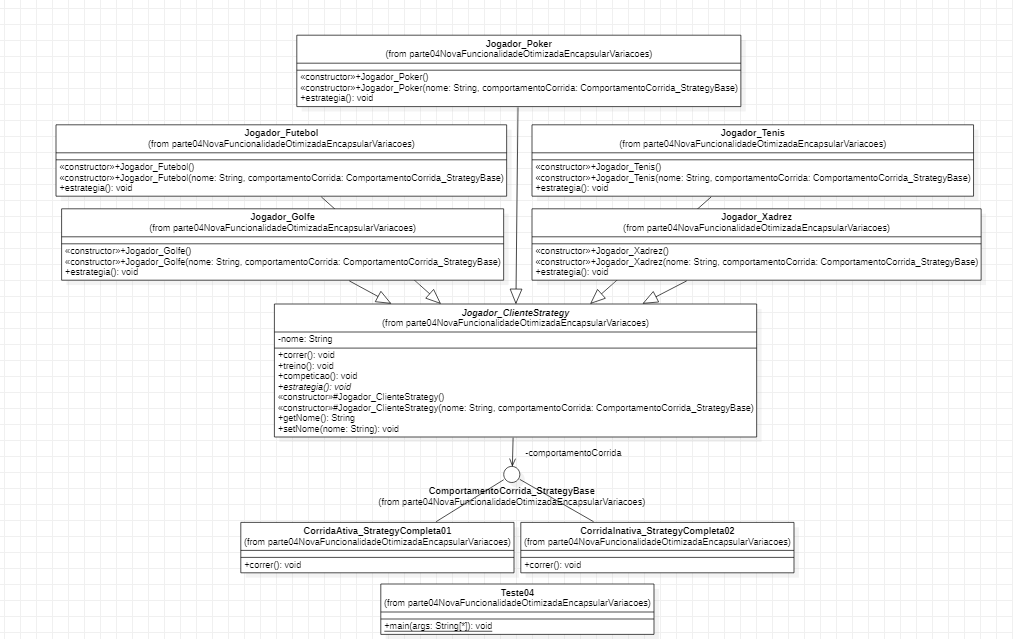 Jogador_Poker
(from parte04NovaFuncionalidadeOtimizadaEncapsularVariacoes)
«constructor»+Jogador_Poker()
«constructor»+Jogador_Poker(nome: String, comportamentoCorrida: ComportamentoCorrida_StrategyBase)
+estrategia(): void
Jogador_Futebol
(from parte04NovaFuncionalidadeOtimizadaEncapsularVariacoes)
«constructor»+Jogador_Futebol()
«constructor»+Jogador_Futebol(nome: String, comportamentoCorrida: ComportamentoCorrida_StrategyBase)
+estrategia(): void
Jogador_Tenis
(from parte04NovaFuncionalidadeOtimizadaEncapsularVariacoes)
«constructor»+Jogador_Tenis()
«constructor»+Jogador_Tenis(nome: String, comportamentoCorrida: ComportamentoCorrida_StrategyBase)
+estrategia(): void
Jogador_Golfe
(from parte04NovaFuncionalidadeOtimizadaEncapsularVariacoes)
«constructor»+Jogador_Golfe()
«constructor»+Jogador_Golfe(nome: String, comportamentoCorrida: ComportamentoCorrida_StrategyBase)
+estrategia(): void
Jogador_Xadrez
(from parte04NovaFuncionalidadeOtimizadaEncapsularVariacoes)
«constructor»+Jogador_Xadrez()
«constructor»+Jogador_Xadrez(nome: String, comportamentoCorrida: ComportamentoCorrida_StrategyBase)
+estrategia(): void
Jogador_ClienteStrategy
(from parte04NovaFuncionalidadeOtimizadaEncapsularVariacoes)
-nome: String
+correr(): void
+treino(): void
+competicao(): void
+estrategia(): void
«constructor»#Jogador_ClienteStrategy()
«constructor»#Jogador_ClienteStrategy(nome: String, comportamentoCorrida: ComportamentoCorrida_StrategyBase)
+getNome(): String
+setNome(nome: String): void
-comportamentoCorrida
ComportamentoCorrida_StrategyBase
(from parte04NovaFuncionalidadeOtimizadaEncapsularVariacoes)
CorridaAtiva_StrategyCompleta01
(from parte04NovaFuncionalidadeOtimizadaEncapsularVariacoes)
+correr(): void
CorridaInativa_StrategyCompleta02
(from parte04NovaFuncionalidadeOtimizadaEncapsularVariacoes)
+correr(): void
Teste04
(from parte04NovaFuncionalidadeOtimizadaEncapsularVariacoes)
+main(args: String[*]): void